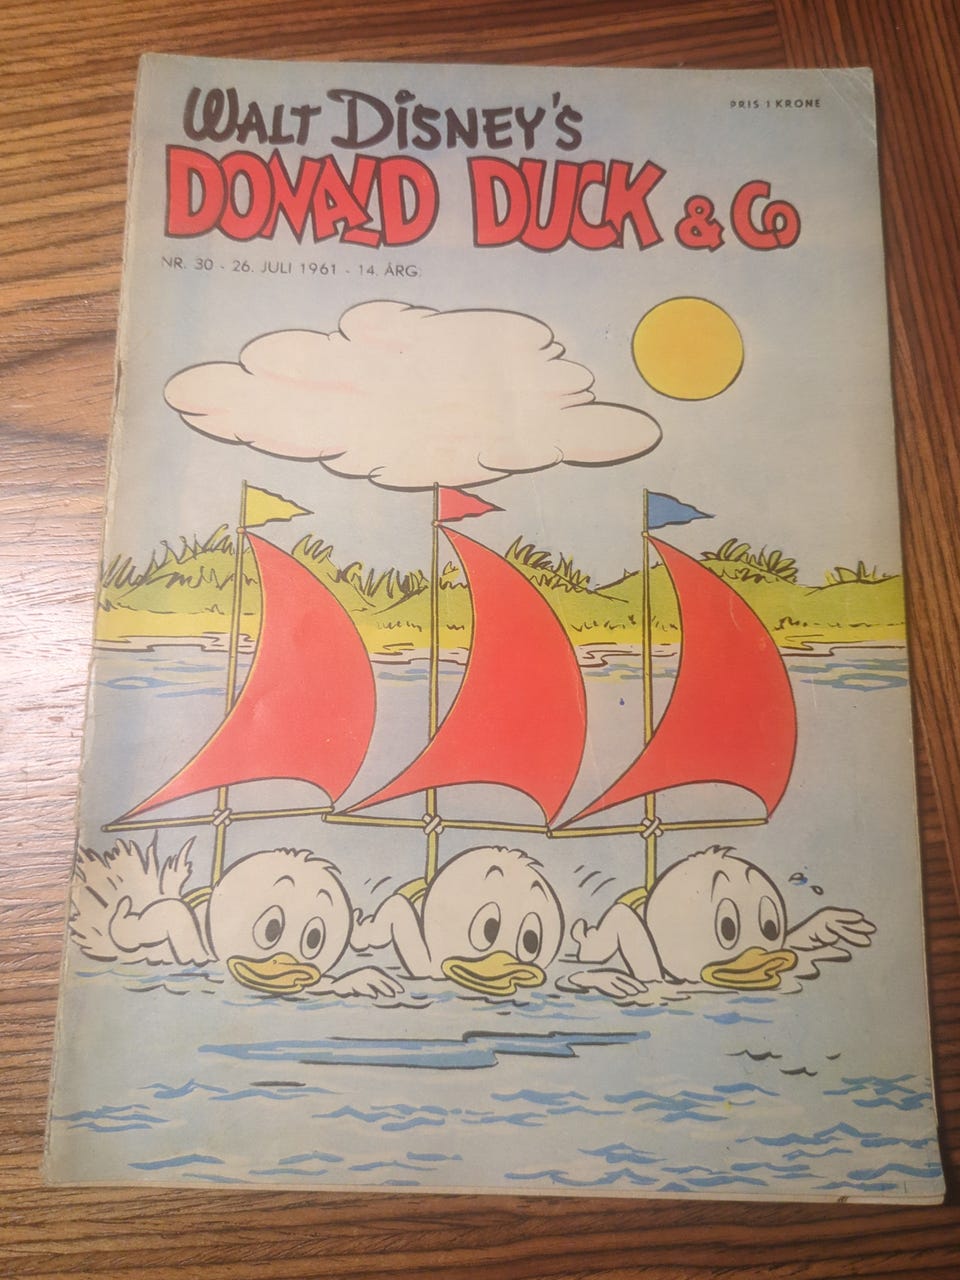 WALT DISNEY'S
PRIS 1 KRONE
DONALD DUCK & CO
NR. 30 - 26. JULI 1961 - 14. ÅRG.